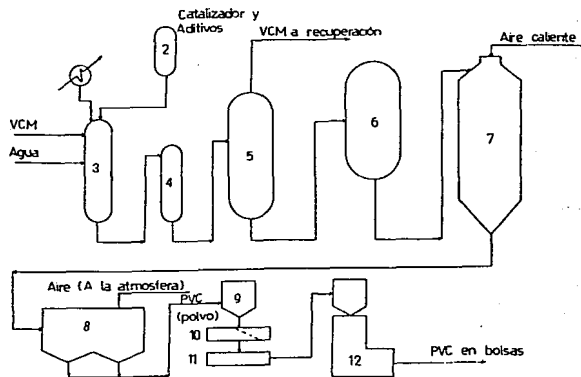 Catalizador y
Aditivos
VCM a recuperación
Aire caliente
2
VCM
Agua
3
4
5
6
7
Aire (A la atmosfera)
PVC
(polvo)
8
9
10
11
12
PVC en bolsas